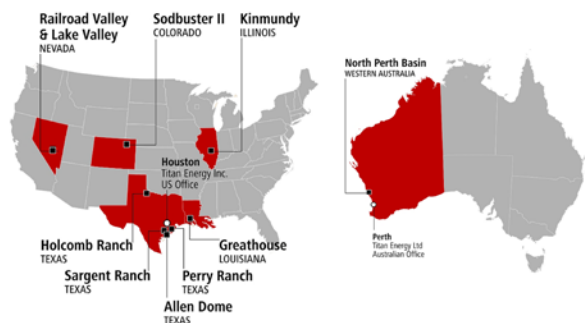 Railroad Valley
& Lake Valley
NEVADA
Sodbuster II
COLORADO
Kinmundy
ILLINOIS
Houston
Titan Energy Inc.
US Office
Holcomb Ranch
TEXAS
Sargent Ranch
TEXAS
Allen Dome
TEXAS
Perry Ranch
TEXAS
Greathouse
LOUISIANA
North Perth Basin
WESTERN AUSTRALIA
Perth
Titan Energy Ltd
Australian Office